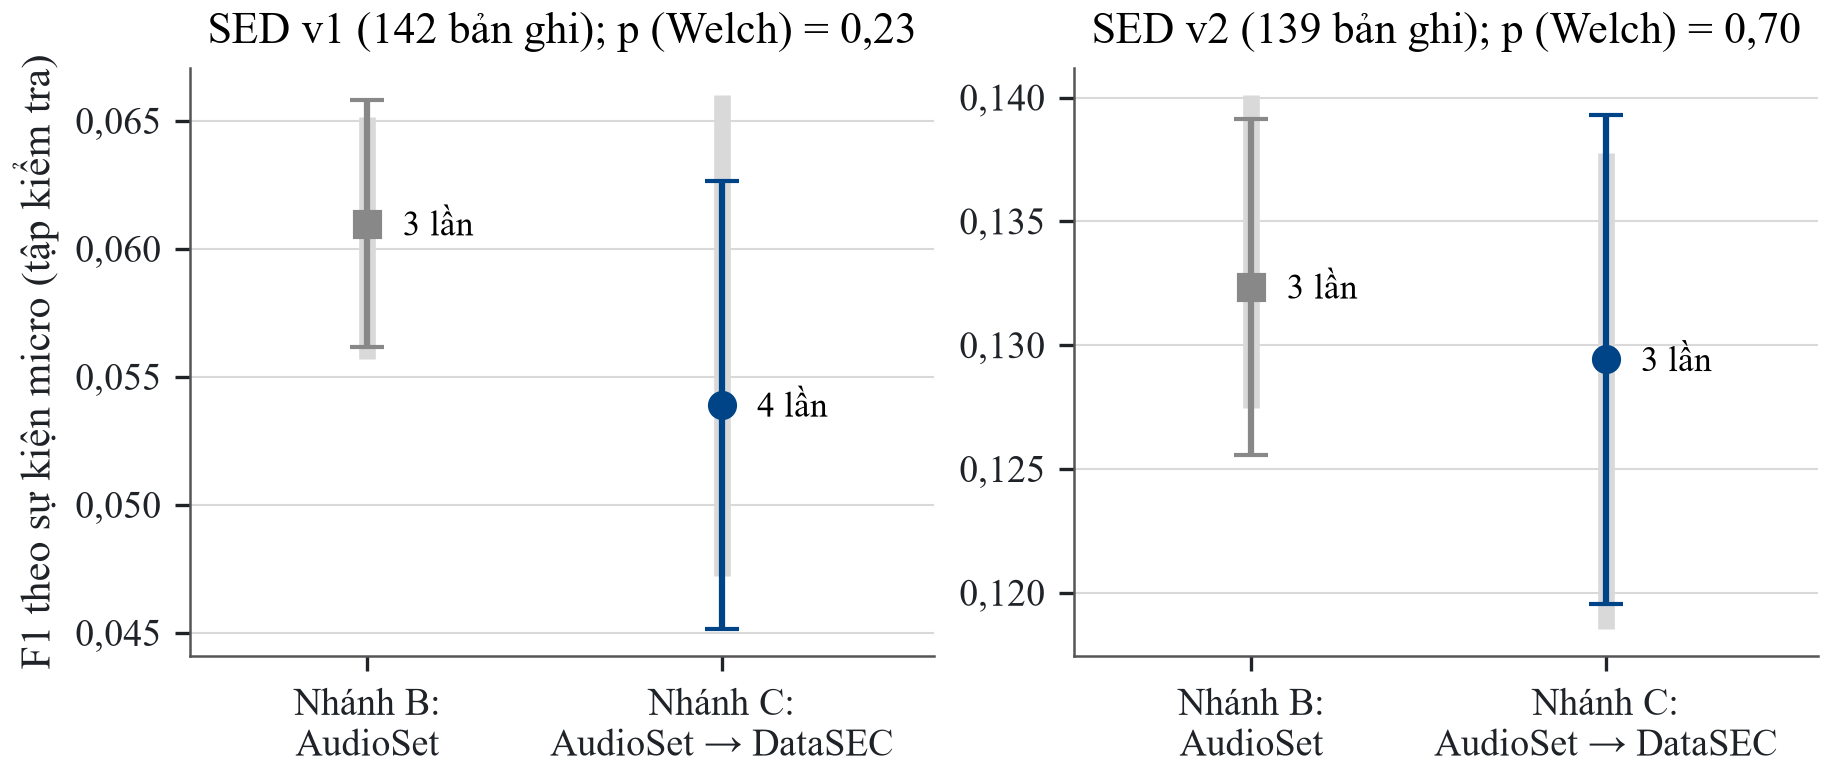 SED v1 (142 bản ghi); p (Welch) = 0,23
F1 theo sự kiện micro (tập kiểm tra)
0,065
0,060
0,055
0,050
0,045
3 lần
4 lần
Nhánh B:
AudioSet
Nhánh C:
AudioSet → DataSEC
SED v2 (139 bản ghi); p (Welch) = 0,70
0,140
0,135
0,130
0,125
0,120
3 lần
3 lần
Nhánh B:
AudioSet
Nhánh C:
AudioSet → DataSEC